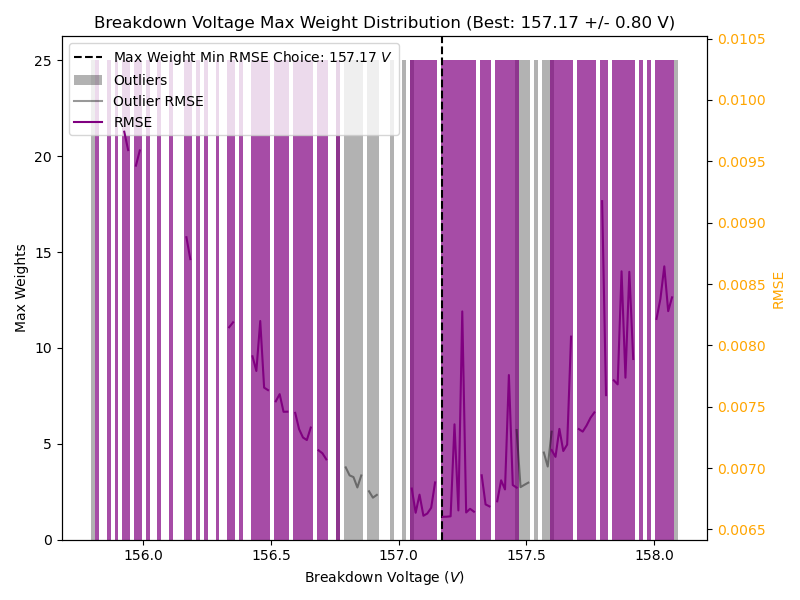 Breakdown Voltage Max Weight Distribution (Best: 157.17 +/- 0.80 V)
Max Weight Min RMSE Choice: 157.17 V
Outliers
Outlier RMSE
RMSE
Max Weights
25
20
15
10
5
0
0.0105
0.0100
0.0095
0.0090
0.0085
0.0080
0.0075
0.0070
0.0065
RMSE
156.0
156.5
157.0
157.5
158.0
Breakdown Voltage (V)